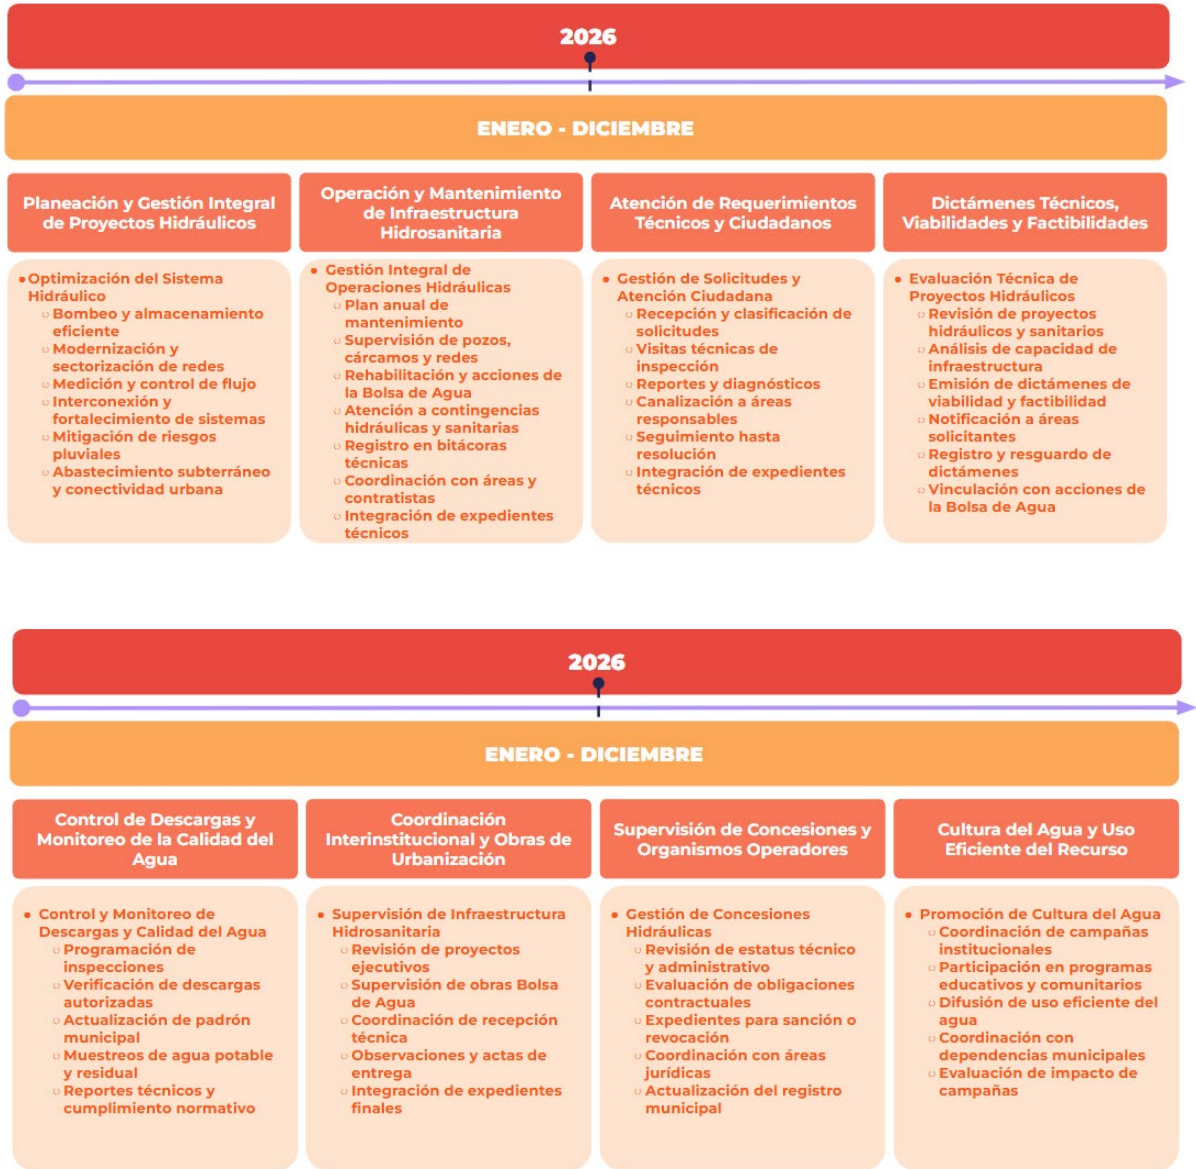 2026
ENERO - DICIEMBRE
Planeación y Gestión Integral
de Proyectos Hidráulicos
• Optimización del Sistema
Hidráulico
○ Bombeo y almacenamiento
eficiente
○ Modernización y
sectorización de redes
○ Medición y control de flujo
○ Interconexión y
fortalecimiento de sistemas
○ Mitigación de riesgos
pluviales
○ Abastecimiento subterráneo
y conectividad urbana
Operación y Mantenimiento
de Infraestructura
Hidrosanitaria
• Gestión Integral de
Operaciones Hidráulicas
○ Plan anual de
mantenimiento
○ Supervisión de pozos,
cárcamos y redes
○ Rehabilitación y acciones de
la Bolsa de Agua
○ Atención a contingencias
hidráulicas y sanitarias
○ Registro en bitácoras
técnicas
○ Coordinación con áreas y
contratistas
○ Integración de expedientes
técnicos
Atención de Requerimientos
Técnicos y Ciudadanos
• Gestión de Solicitudes y
Atención Ciudadana
○ Recepción y clasificación de
solicitudes
○ Visitas técnicas de
inspección
○ Reportes y diagnósticos
○ Canalización a áreas
responsables
○ Seguimiento hasta
resolución
○ Integración de expedientes
técnicos
Dictámenes Técnicos,
Viabilidades y Factibilidades
• Evaluación Técnica de
Proyectos Hidráulicos
○ Revisión de proyectos
hidráulicos y sanitarios
○ Análisis de capacidad de
infraestructura
○ Emisión de dictámenes de
viabilidad y factibilidad
○ Notificación a áreas
solicitantes
○ Registro y resguardo de
dictámenes
○ Vinculación con acciones de
la Bolsa de Agua
2026
ENERO - DICIEMBRE
Control de Descargas y
Monitoreo de la Calidad del
Agua
• Control y Monitoreo de
Descargas y Calidad del Agua
○ Programación de
inspecciones
○ Verificación de descargas
autorizadas
○ Actualización de padrón
municipal
○ Muestreos de agua potable
y residual
○ Reportes técnicos y
cumplimiento normativo
Coordinación
Interinstitucional y Obras de
Urbanización
• Supervisión de Infraestructura
Hidrosanitaria
○ Revisión de proyectos
ejecutivos
○ Supervisión de obras Bolsa
de Agua
○ Coordinación de recepción
técnica
○ Observaciones y actas de
entrega
○ Integración de expedientes
finales
Supervisión de Concesiones y
Organismos Operadores
• Gestión de Concesiones
Hidráulicas
○ Revisión de estatus técnico
y administrativo
○ Evaluación de obligaciones
contractuales
○ Expedientes para sanción o
revocación
○ Coordinación con áreas
jurídicas
○ Actualización del registro
municipal
Cultura del Agua y Uso
Eficiente del Recurso
• Promoción de Cultura del Agua
○ Coordinación de campañas
institucionales
○ Participación en programas
educativos y comunitarios
○ Difusión de uso eficiente del
agua
○ Coordinación con
dependencias municipales
○ Evaluación de impacto de
campañas